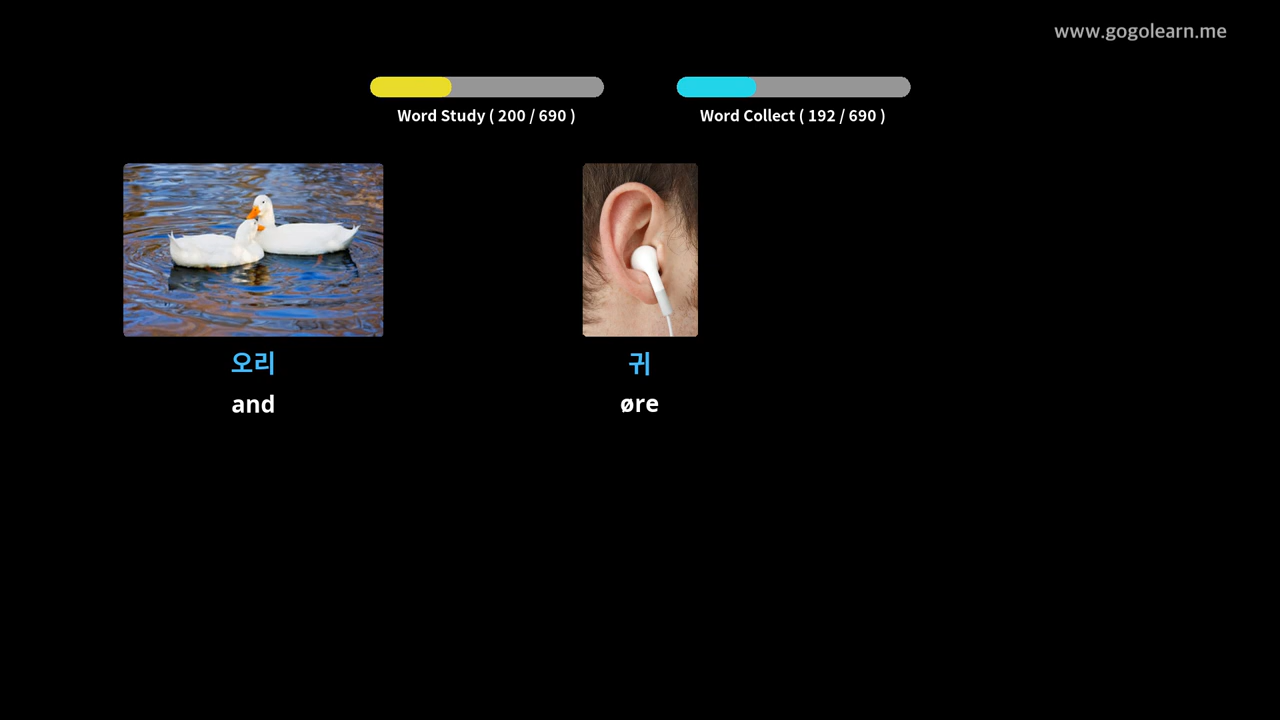 www.gogolearn.me
Word Study ( 200 / 690 )
Word Collect ( 192 / 690 )
오리
귀
and
øre